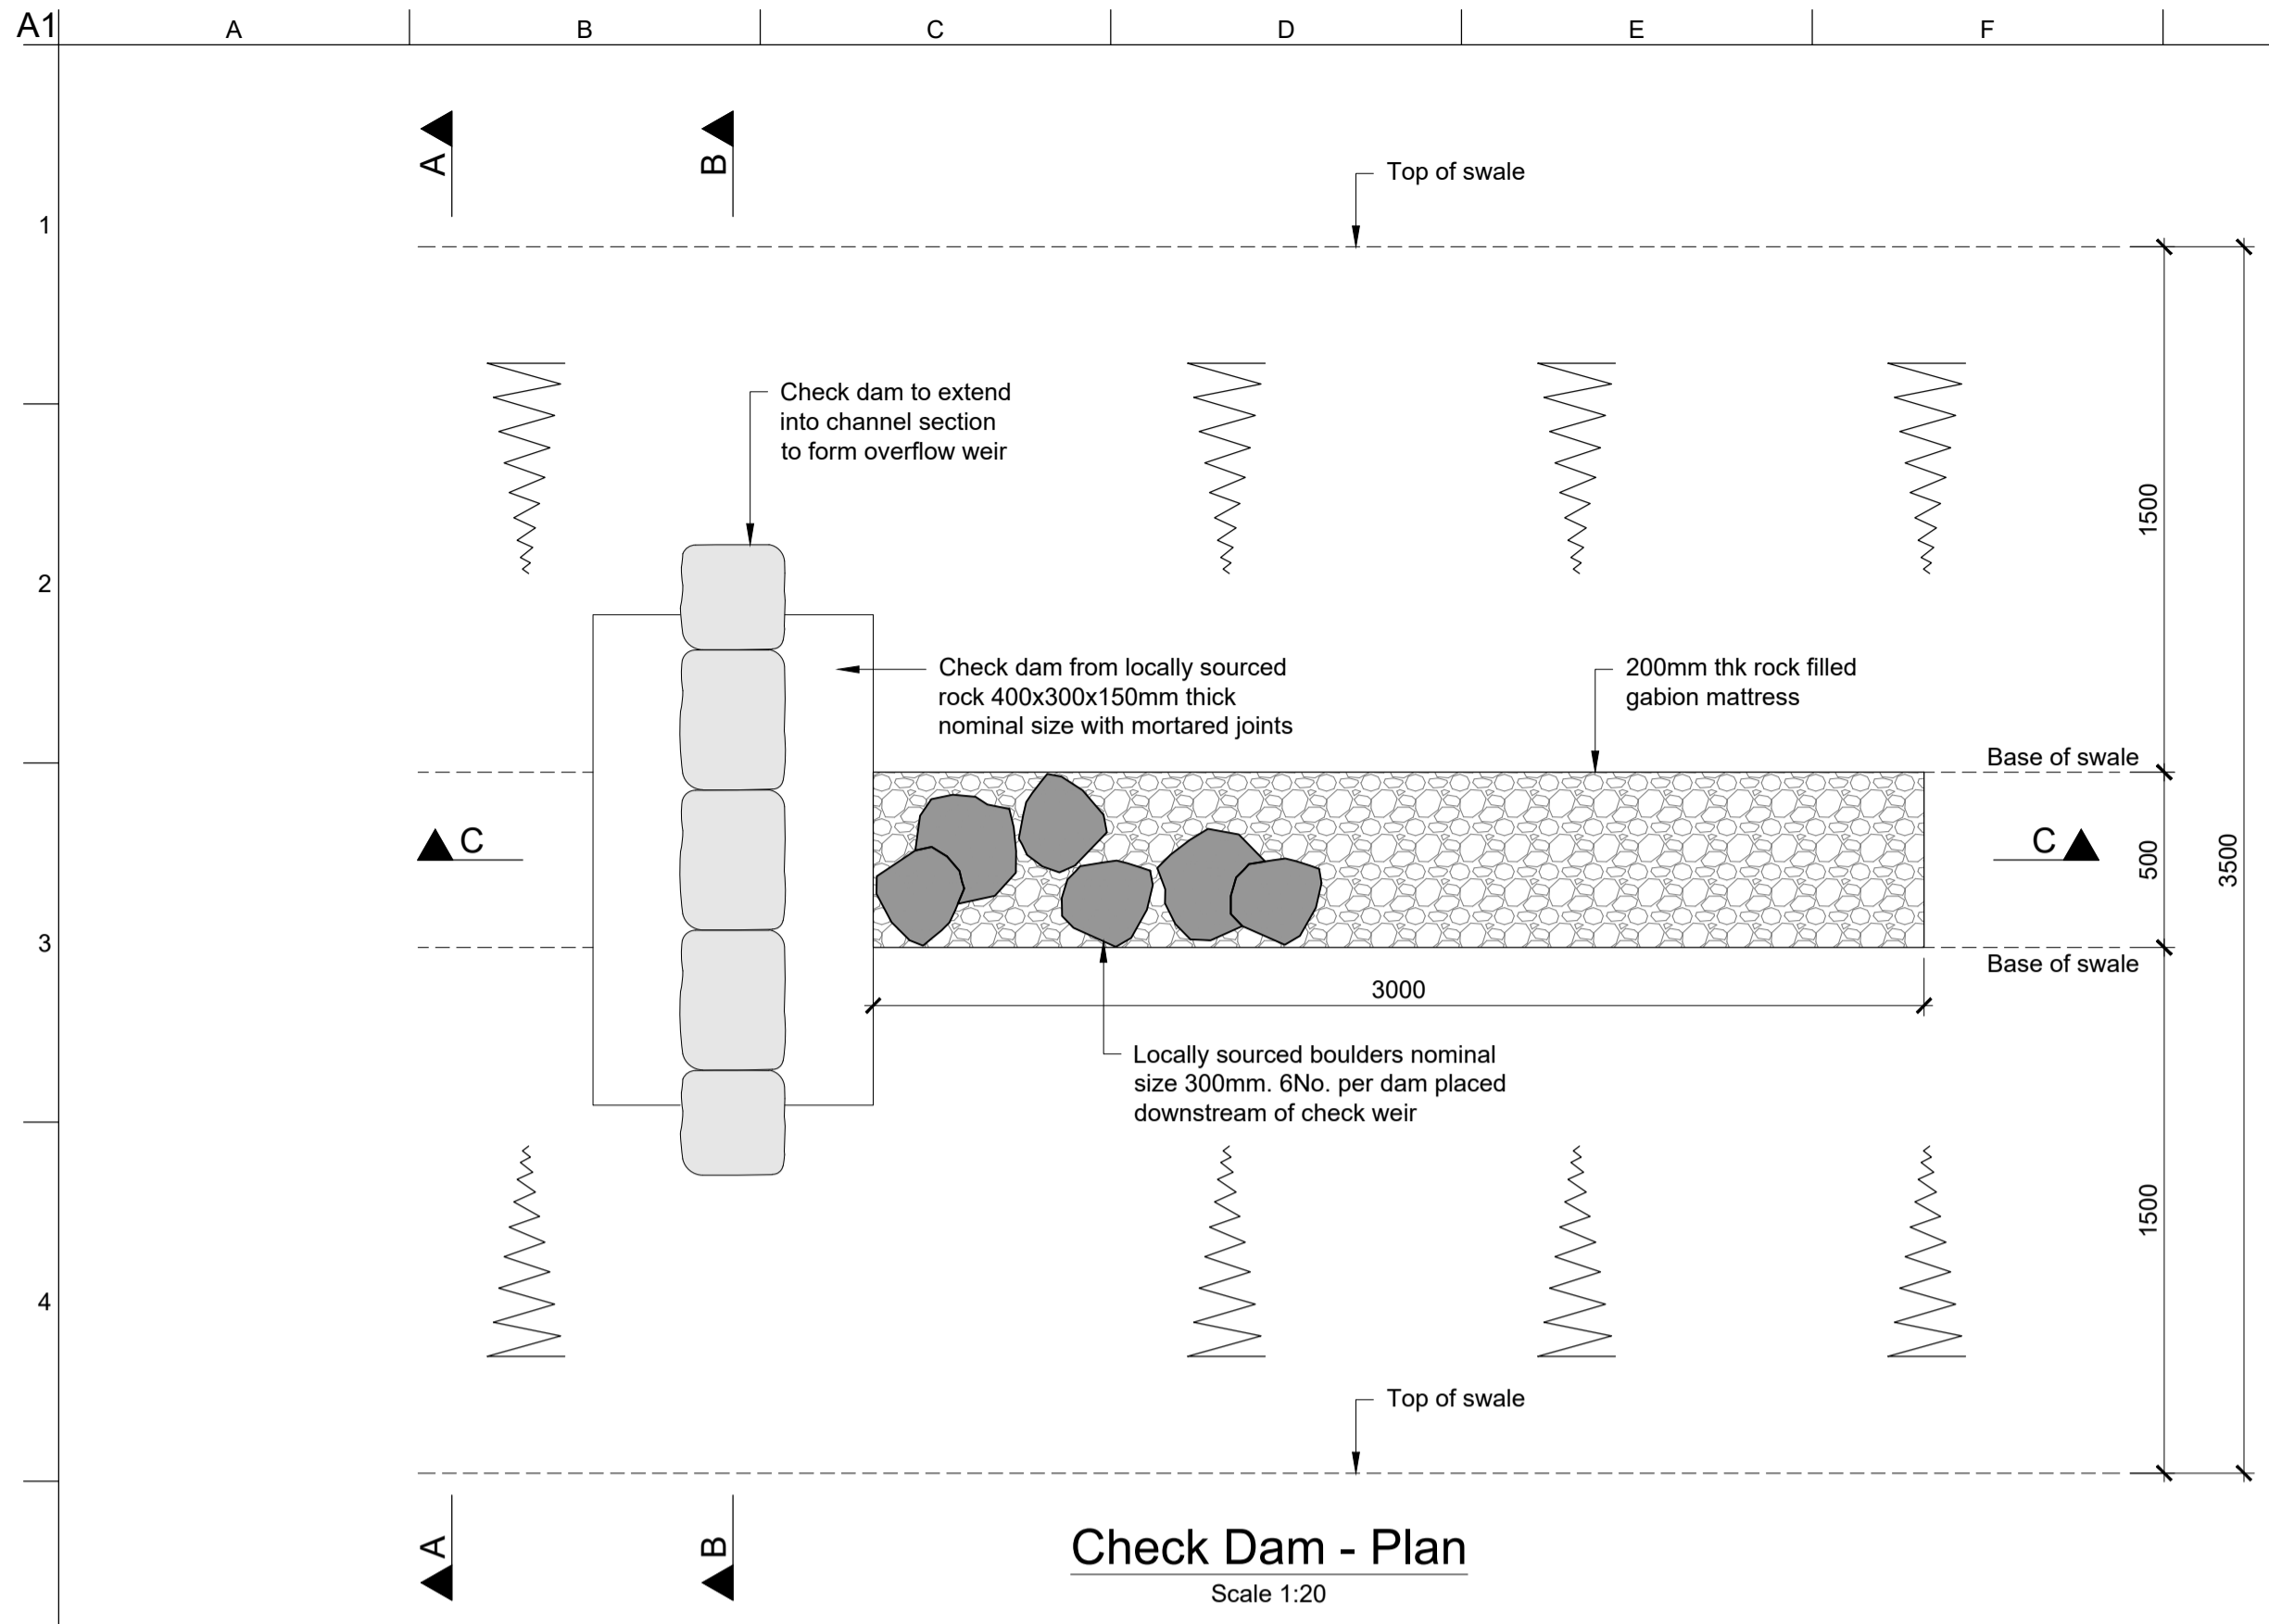 A1
A
B
C
D
E
F
A
B
Top of swale
1
Check dam to extend
into channel section
to form overflow weir
1500
2
Check dam from locally sourced
rock 400x300x150mm thick
nominal size with mortared joints
200mm thk rock filled
gabion mattress
Base of swale
C
C
500
3500
3
Base of swale
3000
Locally sourced boulders nominal
size 300mm. 6No. per dam placed
downstream of check weir
1500
4
Top of swale
A
B
Check Dam - Plan
Scale 1:20